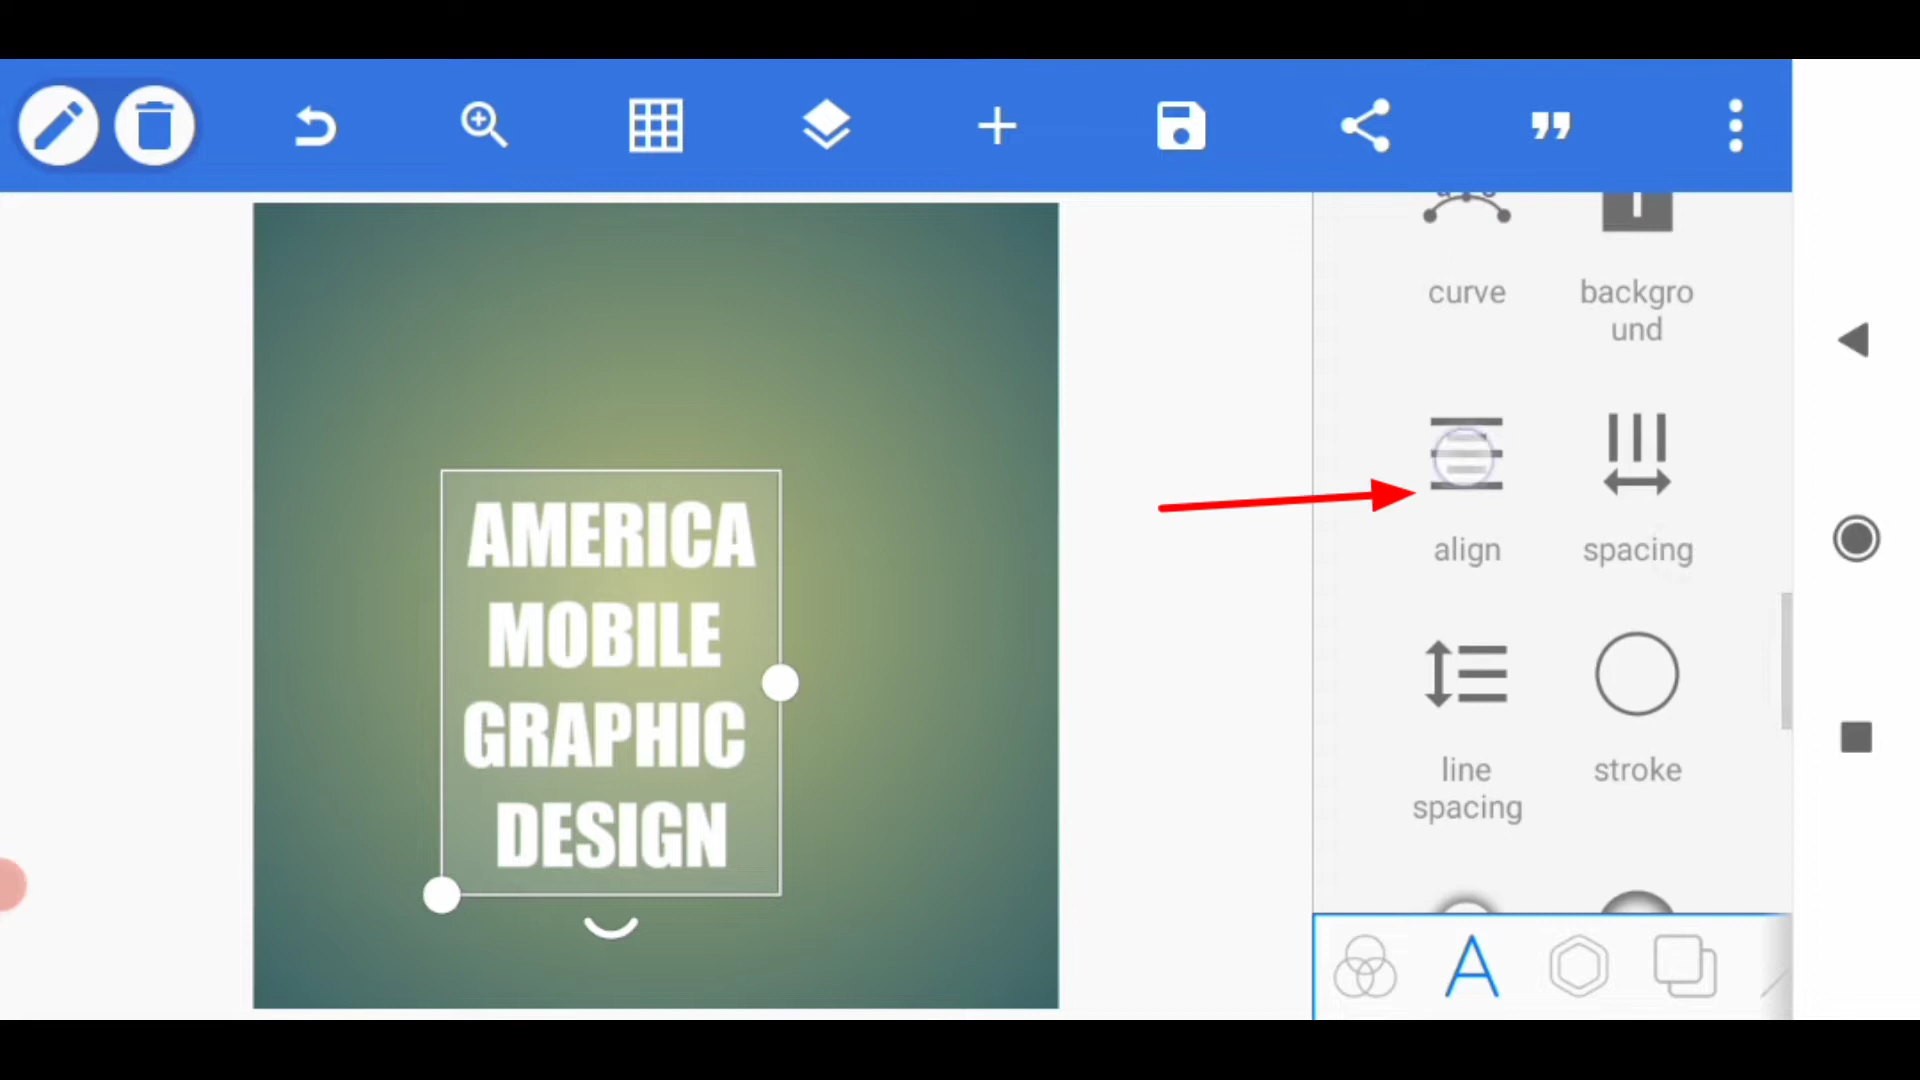 curve
backgro
und
AMERICA
MOBILE
GRAPHIC
DESIGN
align
spacing
line
spacing
stroke